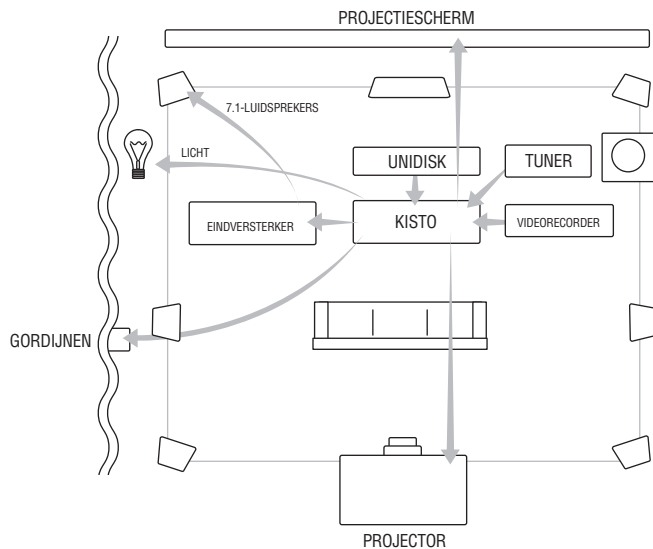 PROJECTIESCHERM
7.1-LUIDSPREKERS
LICHT
UNIDISK
TUNER
EINDVERSTERKER
KISTO
VIDEORECORDER
GORDIJNEN
PROJECTOR